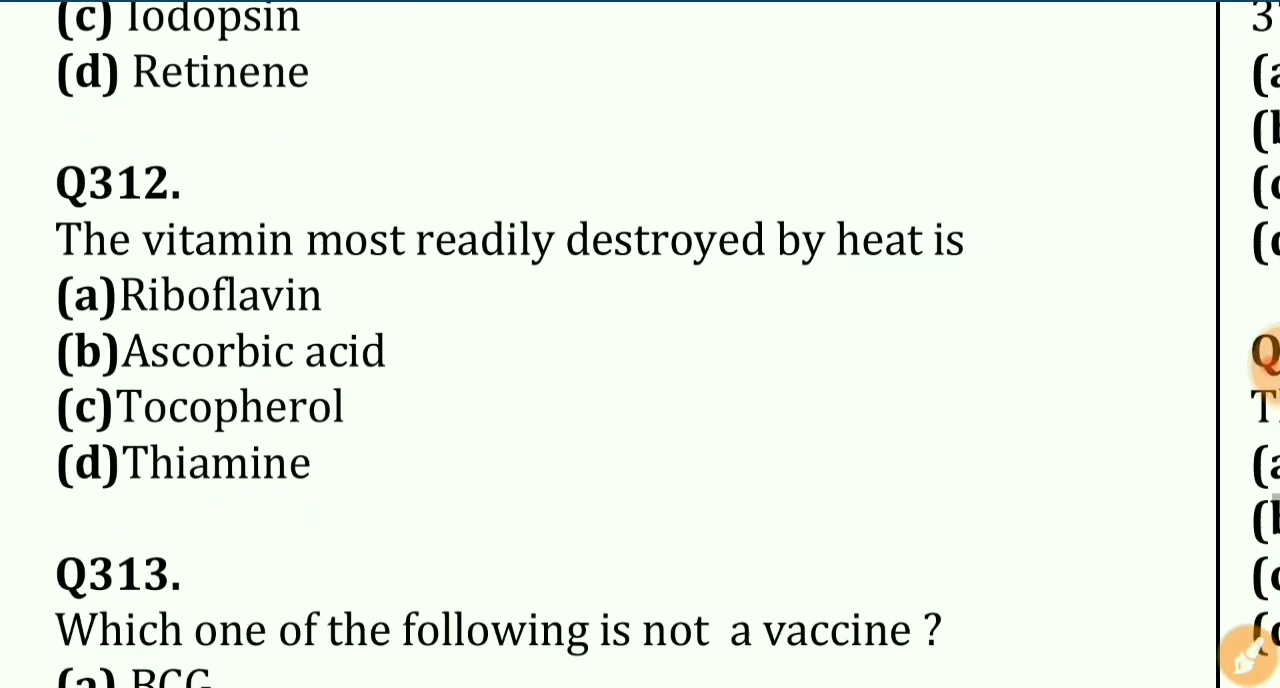 (c) Iodopsin
(d) Retinene
Q312.
The vitamin most readily destroyed by heat is
(a)Riboflavin
(b)Ascorbic acid
(c)Tocopherol
(d)Thiamine
Q313.
Which one of the following is not a vaccine ?
(a) BCG